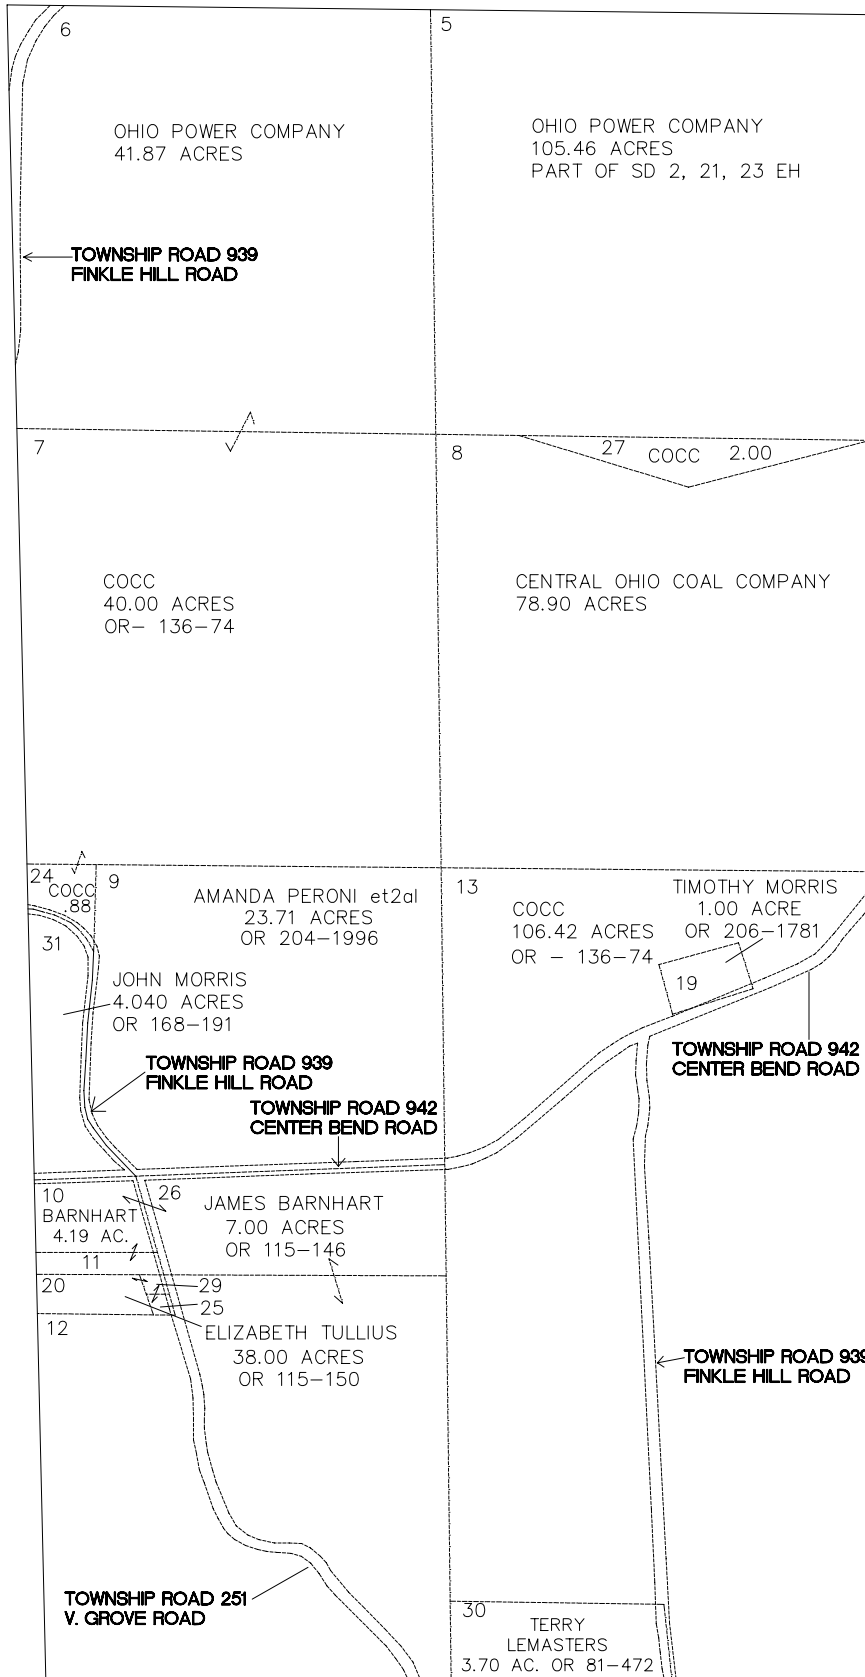 6
5
OHIO POWER COMPANY
41.87 ACRES
OHIO POWER COMPANY
105.46 ACRES
PART OF SD 2, 21, 23 EH
TOWNSHIP ROAD 939
FINKLE HILL ROAD
7
8
27
COCC 2.00
COCC
40.00 ACRES
OR- 136-74
CENTRAL OHIO COAL COMPANY
78.90 ACRES
24
COCC
.88
9
AMANDA PERONI et2al
23.71 ACRES
OR 204-1996
13
COCC
106.42 ACRES
OR - 136-74
TIMOTHY MORRIS
1.00 ACRE
OR 206-1781
19
31
JOHN MORRIS
4.040 ACRES
OR 168-191
TOWNSHIP ROAD 939
FINKLE HILL ROAD
TOWNSHIP ROAD 942
CENTER BEND ROAD
TOWNSHIP ROAD 942
CENTER BEND ROAD
10
BARNHART
4.19 AC.
26
JAMES BARNHART
7.00 ACRES
OR 115-146
11
20
29
25
12
ELIZABETH TULLIUS
38.00 ACRES
OR 115-150
TOWNSHIP ROAD 939
FINKLE HILL ROAD
TOWNSHIP ROAD 251
V. GROVE ROAD
30
TERRY
LEMASTERS
3.70 AC. OR 81-472